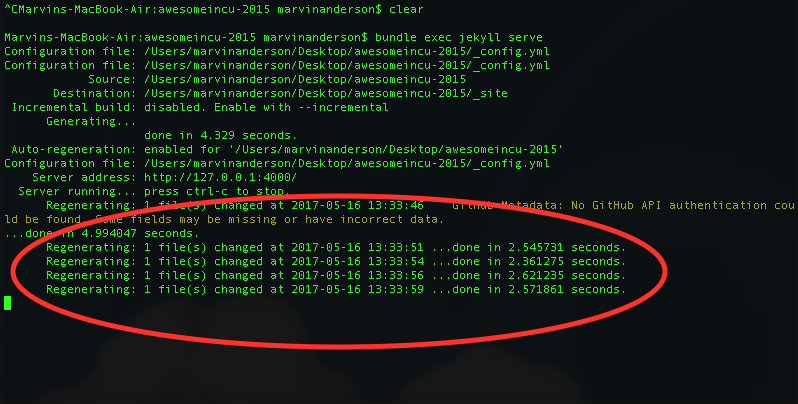 ^CMarvins-MacBook-Air:awesomeincu-2015 marvinanderson$ clear
Marvins-MacBook-Air:awesomeincu-2015 marvinanderson$ bundle exec jekyll serve
Configuration file: /Users/marvinanderson/Desktop/awesomeincu-2015/_config.yml
Configuration file: /Users/marvinanderson/Desktop/awesomeincu-2015/_config.yml
Source: /Users/marvinanderson/Desktop/awesomeincu-2015
Destination: /Users/marvinanderson/Desktop/awesomeincu-2015/_site
Incremental build: disabled. Enable with --incremental
Generating...
done in 4.329 seconds.
Auto-regeneration: enabled for '/Users/marvinanderson/Desktop/awesomeincu-2015'
Configuration file: /Users/marvinanderson/Desktop/awesomeincu-2015/_config.yml
Server address: http://127.0.0.1:4000/
Server running... press ctrl-c to stop.
Regenerating: 1 file(s) changed at 2017-05-16 13:33:46 GitHub Metadata: No GitHub API authentication cou
ld be found. Some fields may be missing or have incorrect data.
...done in 4.994047 seconds.
Regenerating: 1 file(s) changed at 2017-05-16 13:33:51 ...done in 2.545731 seconds.
Regenerating: 1 file(s) changed at 2017-05-16 13:33:54 ...done in 2.361275 seconds.
Regenerating: 1 file(s) changed at 2017-05-16 13:33:56 ...done in 2.621235 seconds.
Regenerating: 1 file(s) changed at 2017-05-16 13:33:59 ...done in 2.571861 seconds.